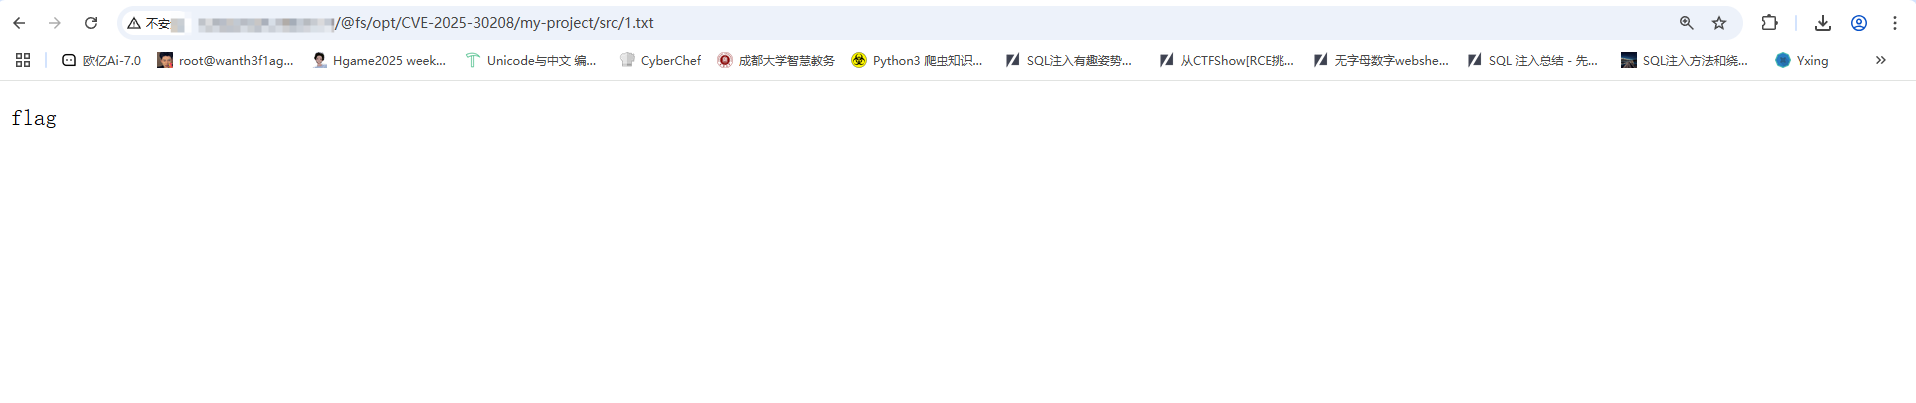 不安 /@fs/opt/CVE-2025-30208/my-project/src/1.txt
欧亿Ai-7.0 root@wanth3f1ag... Hgame2025 week... Unicode与中文 编... CyberChef 成都大学智慧教务 Python3 爬虫知识... SQL注入有趣姿势... 从CTFShow[RCE挑... 无字母数字webshe... SQL 注入总结 - 先... SQL注入方法和绕... Yxing »
flag